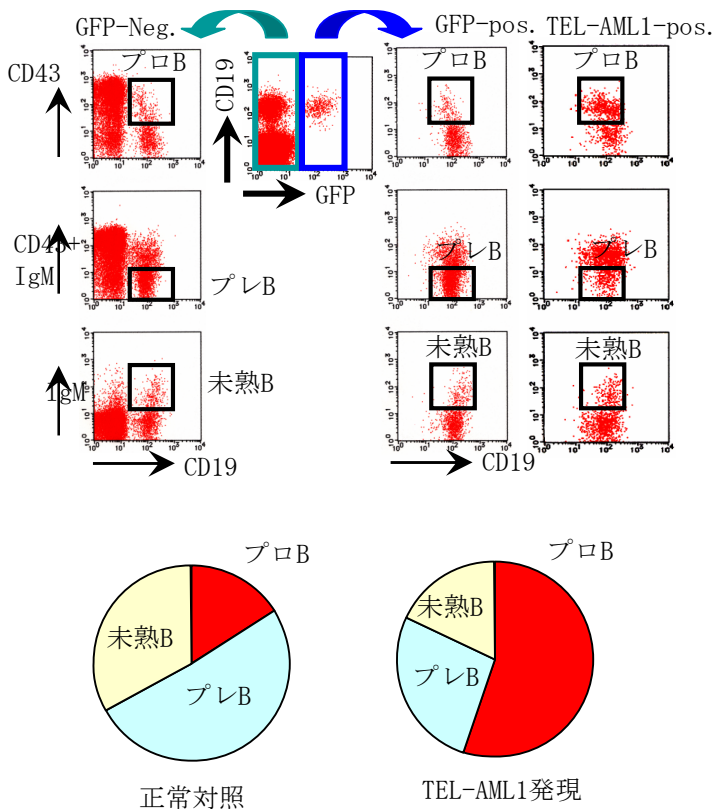 GFP-Neg.
GFP-pos.
TEL-AML1-pos.
CD43
プロB
CD19
プロB
プロB
GFP
CD43+
IgM
プレB
プレB
プレB
IgM
未熟B
未熟B
未熟B
CD19
CD19
プロB
未熟B
プレB
正常対照
プロB
未熟B
プレB
TEL-AML1発現